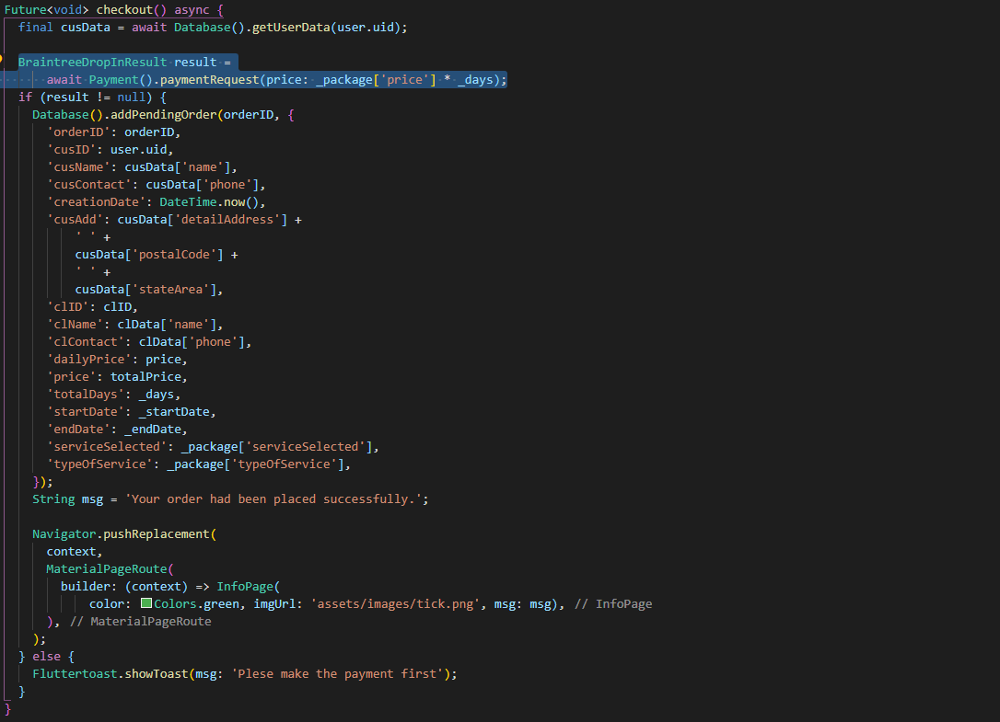 Future<void> checkout() async {
  final cusData = await Database().getUserData(user.uid);

  BraintreeDropInResult result =
      await Payment().paymentRequest(price: _package['price'] * _days);
  if (result != null) {
    Database().addPendingOrder(orderID, {
      'orderID': orderID,
      'cusID': user.uid,
      'cusName': cusData['name'],
      'cusContact': cusData['phone'],
      'creationDate': DateTime.now(),
      'cusAdd': cusData['detailAddress'] +
          ' ' +
          cusData['postalCode'] +
          ' ' +
          cusData['stateArea'],
      'clID': clID,
      'clName': clData['name'],
      'clContact': clData['phone'],
      'dailyPrice': price,
      'price': totalPrice,
      'totalDays': _days,
      'startDate': _startDate,
      'endDate': _endDate,
      'serviceSelected': _package['serviceSelected'],
      'typeOfService': _package['typeOfService'],
    });
    String msg = 'Your order had been placed successfully.';

    Navigator.pushReplacement(
      context,
      MaterialPageRoute(
        builder: (context) => InfoPage(
            color: Colors.green, imgUrl: 'assets/images/tick.png', msg: msg), // InfoPage
      ), // MaterialPageRoute
    );
  } else {
    Fluttertoast.showToast(msg: 'Plese make the payment first');
  }
}